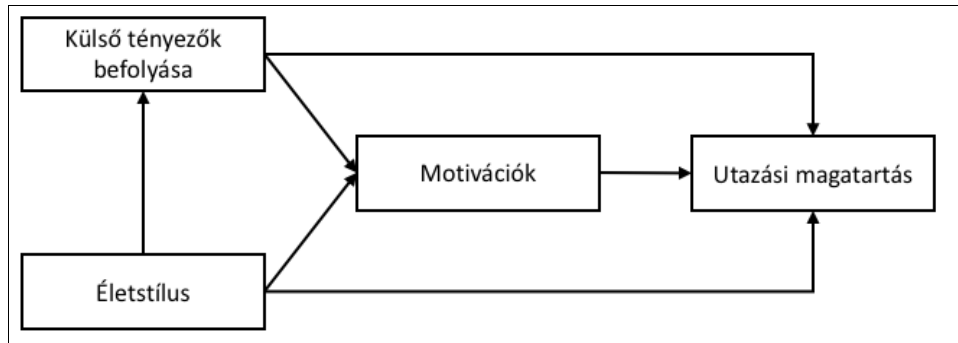 Külső tényezők
befolyása
Motivációk
Utazási magatartás
Életstílus